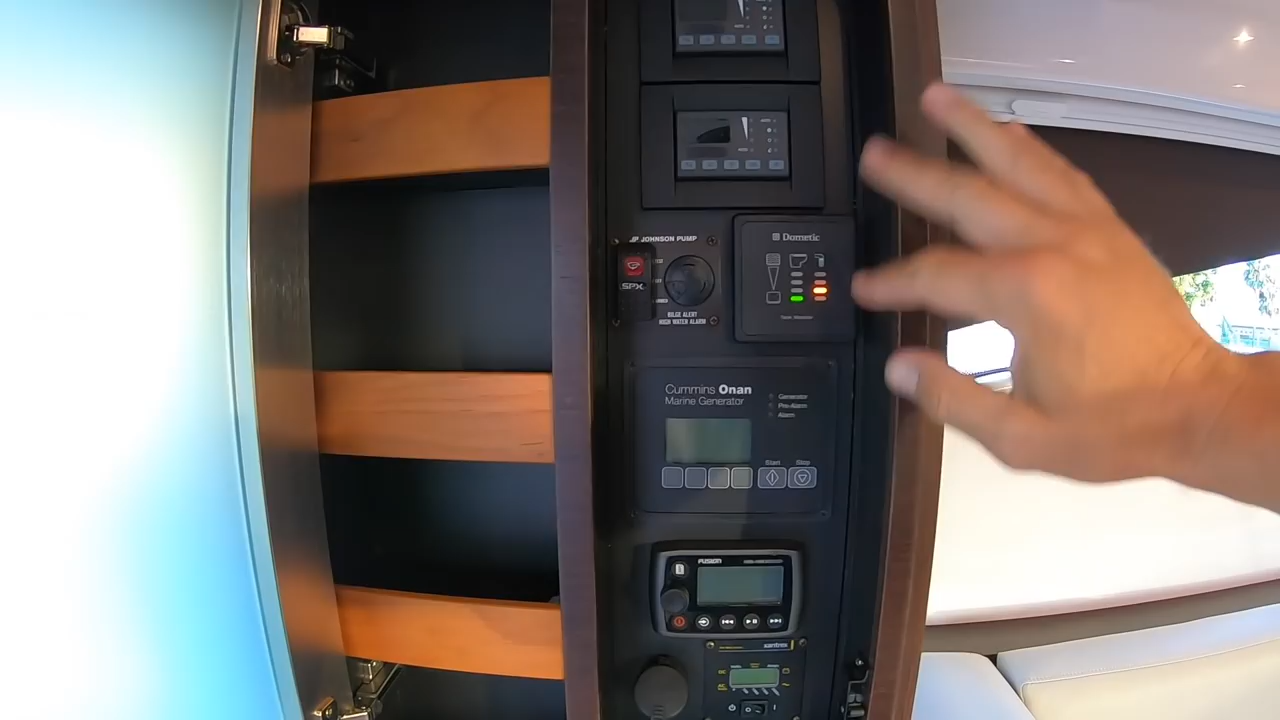 JOHNSON PUMP
SPX
BILGE ALERT
HIGH WATER ALARM
Dometic
Tank Monitor
Cummins Onan
Marine Generator
Generator
Pre-Alarm
Alarm
Start
Stop
FUSION
xantrex